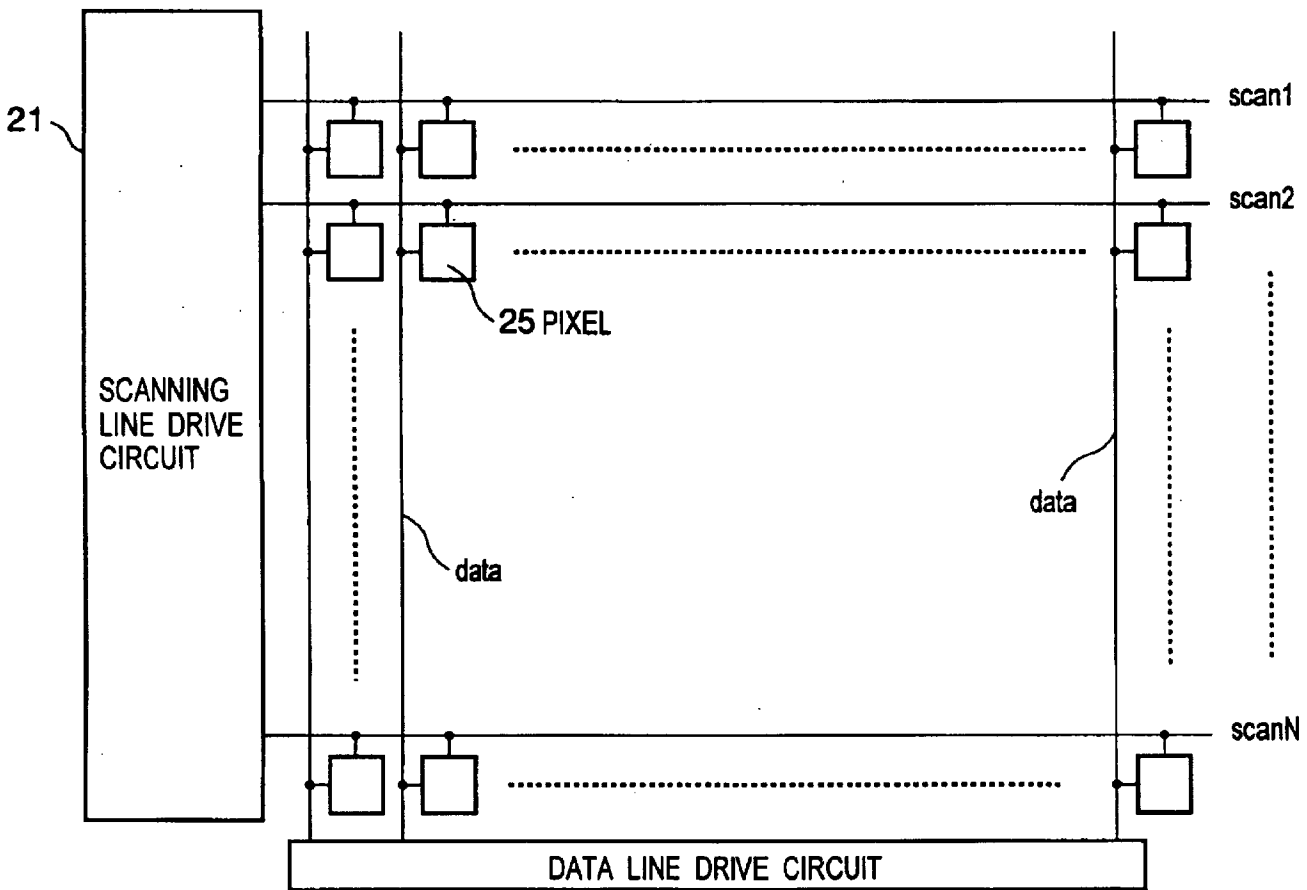 scan1
21
scan2
25 PIXEL
SCANNING
LINE DRIVE
CIRCUIT
data
data
scanN
DATA LINE DRIVE CIRCUIT